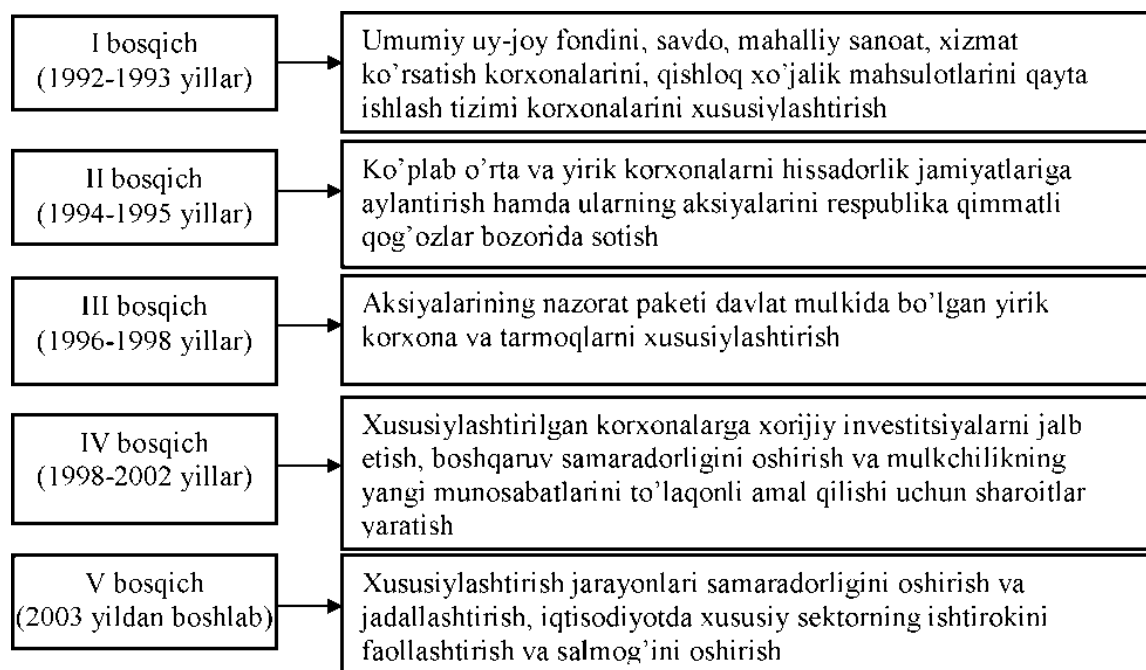 I bosqich
(1992-1993 yillar)
Umumiy uy-joy fondini, savdo, mahalliy sanoat, xizmat
ko’rsatish korxonalarini, qishloq xo’jalik mahsulotlarini qayta
ishlash tizimi korxonalarini xususiylashtirish
II bosqich
(1994-1995 yillar)
Ko’plab o’rta va yirik korxonalarni hissadorlik jamiyatlariga
aylantirish hamda ularning aksiyalarini respublika qimmatli
qog’ozlar bozorida sotish
III bosqich
(1996-1998 yillar)
Aksiyalarining nazorat paketi davlat mulkida bo’lgan yirik
korxona va tarmoqlarni xususiylashtirish
IV bosqich
(1998-2002 yillar)
Xususiylashtirilgan korxonalarga xorijiy investitsiyalarni jalb
etish, boshqaruv samaradorligini oshirish va mulkchilikning
yangi munosabatlarini to’laqonli amal qilishi uchun sharoitlar
yaratish
V bosqich
(2003 yildan boshlab)
Xususiylashtirish jarayonlari samaradorligini oshirish va
jadallashtirish, iqtisodiyotda xususiy sektorning ishtirokini
faollashtirish va salmog’ini oshirish